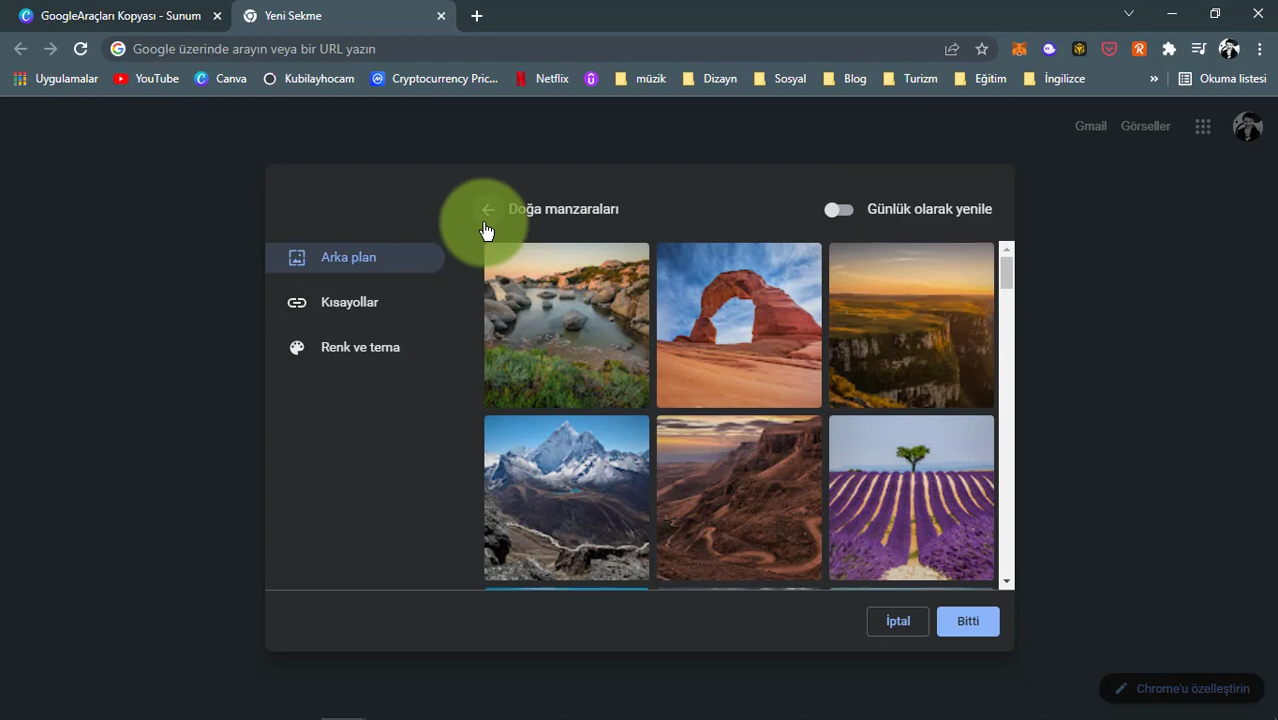 GoogleAraçları Kopyası - Sunum
Yeni Sekme
Google üzerinde arayın veya bir URL yazın
Uygulamalar
YouTube
Canva
Kubilayhocam
Cryptocurrency Pric...
Netflix
müzik
Dizayn
Sosyal
Blog
Turizm
Eğitim
İngilizce
»
Okuma listesi
Gmail
Görseller
Doğa manzaraları
Günlük olarak yenile
Arka plan
Kısayollar
Renk ve tema
İptal
Bitti
Chrome'u özelleştirin